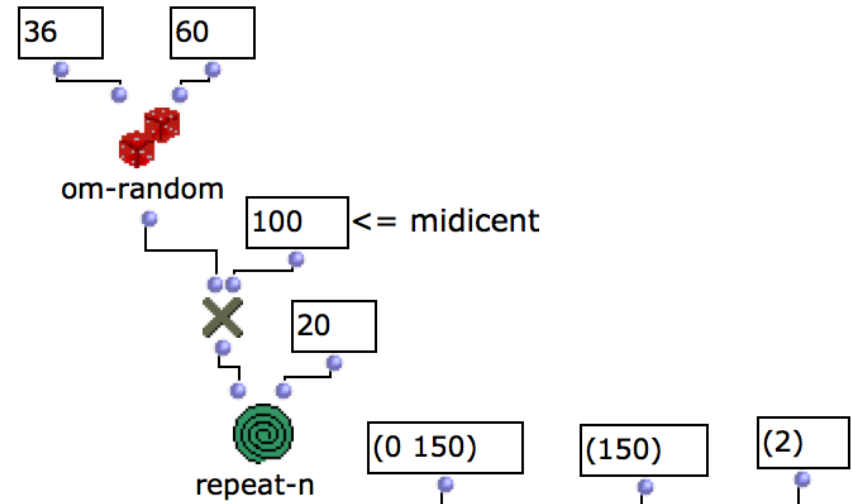 36
60
om-random
100
<= midicent
20
(0 150)
(150)
(2)
repeat-n